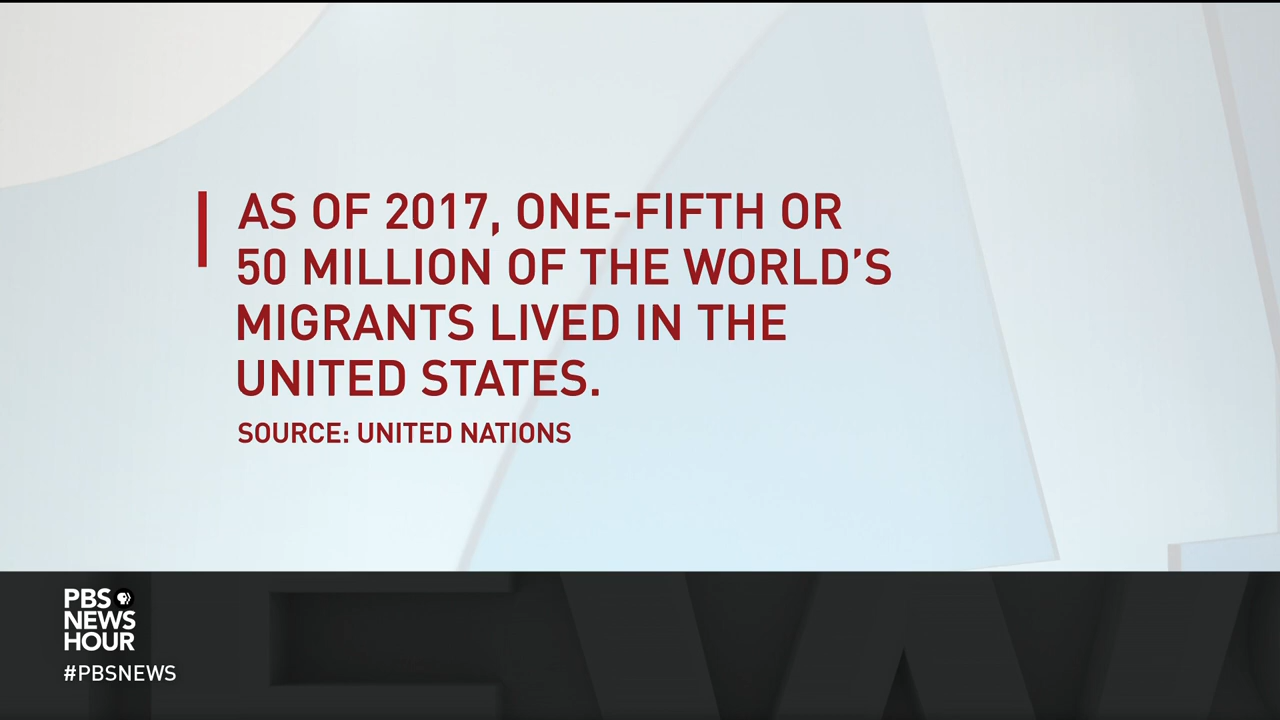 AS OF 2017, ONE-FIFTH OR
50 MILLION OF THE WORLD’S
MIGRANTS LIVED IN THE
UNITED STATES.
SOURCE: UNITED NATIONS
PBS
NEWS
HOUR
#PBSNEWS